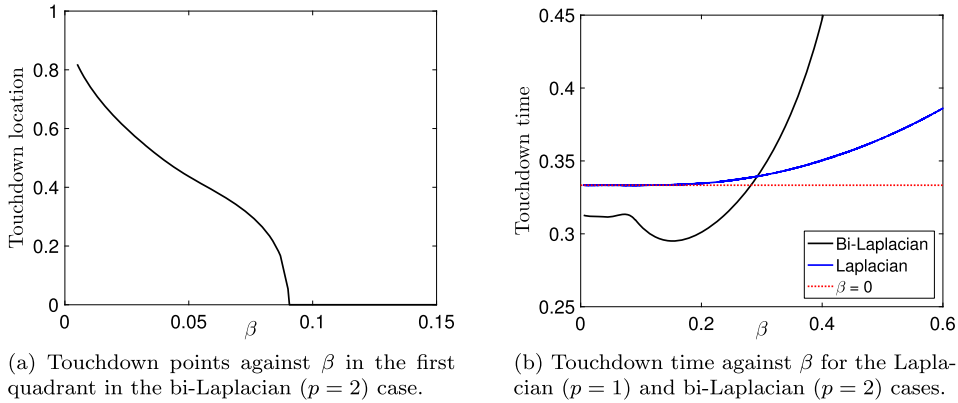 1
0.8
0.6
0.4
0.2
0
Touchdown location
0
0.05
0.1
0.15
β
(a) Touchdown points against β in the first
quadrant in the bi-Laplacian (p = 2) case.
0.45
0.4
0.35
0.3
0.25
Touchdown time
Bi-Laplacian
Laplacian
β = 0
0
0.2
0.4
0.6
β
(b) Touchdown time against β for the Lapla-
cian (p = 1) and bi-Laplacian (p = 2) cases.